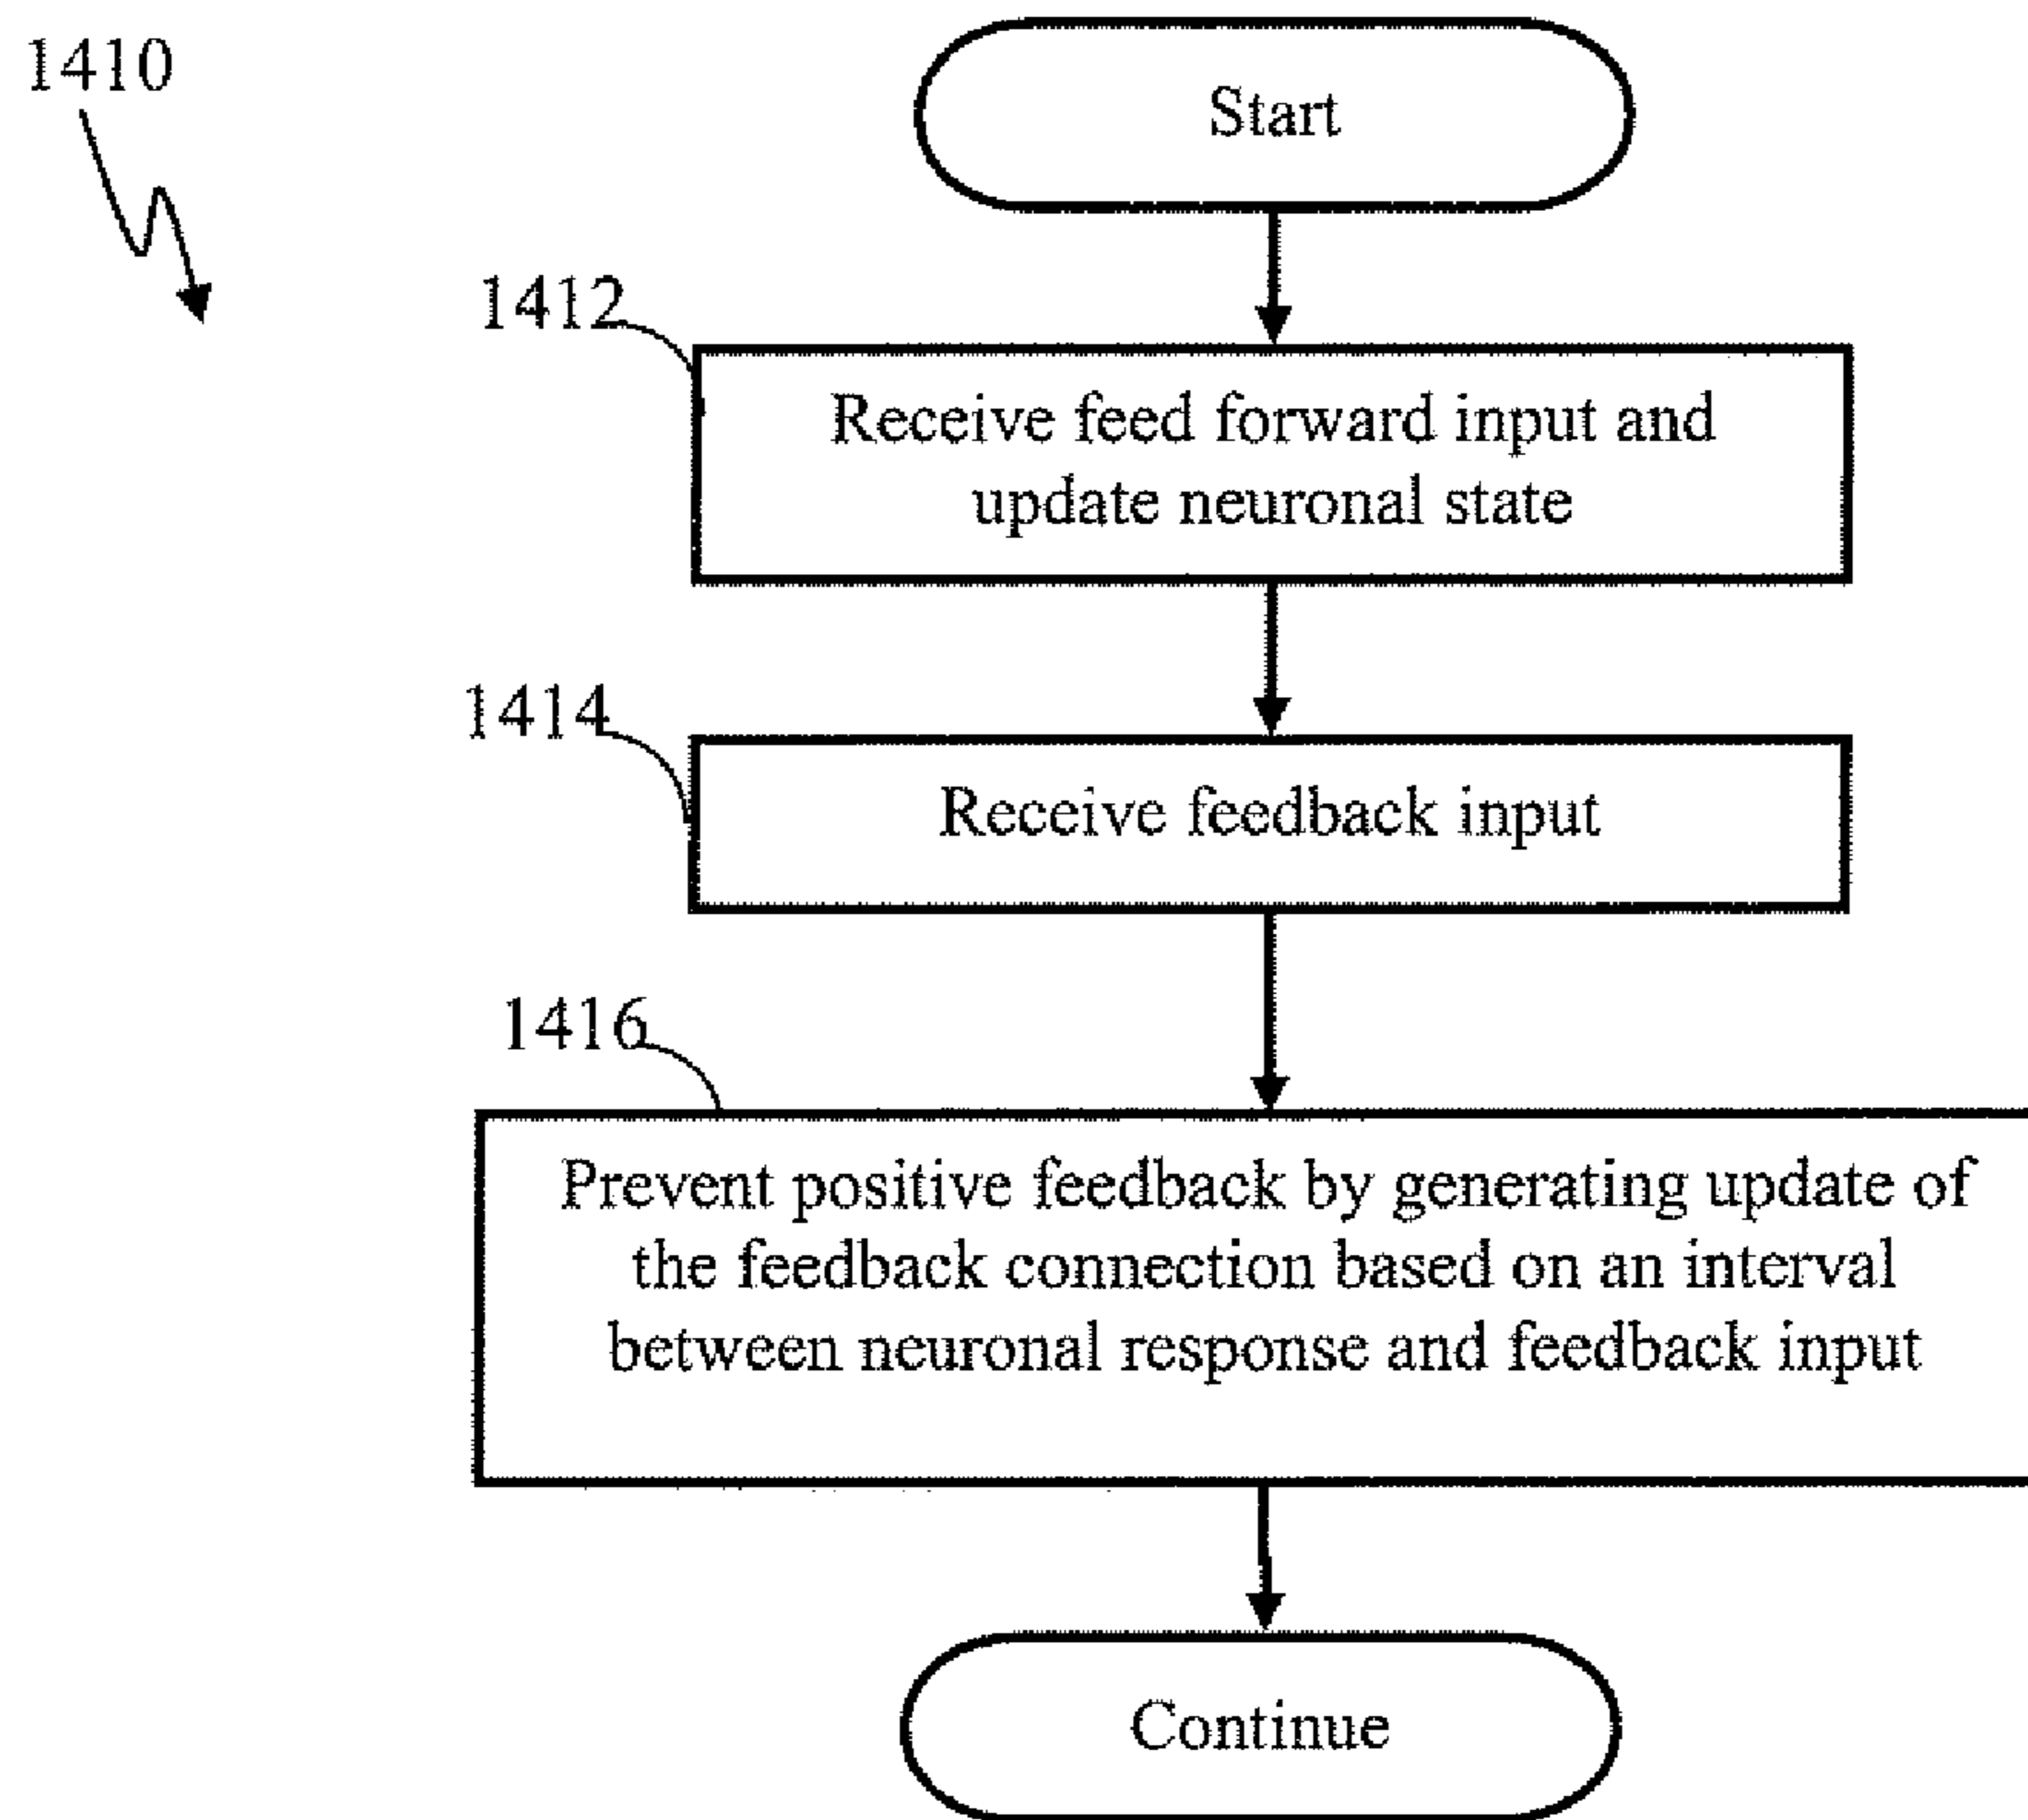 1410
Start
1412
Receive feed forward input and
update neuronal state
1414
Receive feedback input
1416
Prevent positive feedback by generating update of
the feedback connection based on an interval
between neuronal response and feedback input
Continue